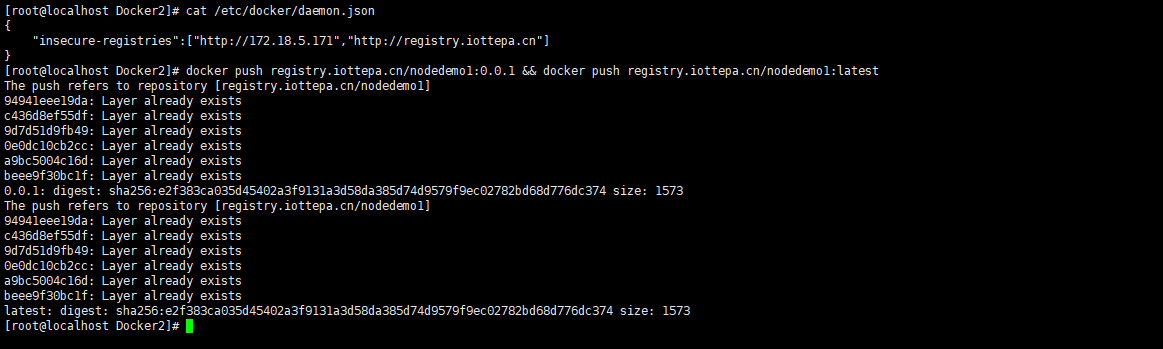 [root@localhost Docker2]# cat /etc/docker/daemon.json
{
    "insecure-registries":["http://172.18.5.171","http://registry.iottepa.cn"]
}
[root@localhost Docker2]# docker push registry.iottepa.cn/nodedemo1:0.0.1 && docker push registry.iottepa.cn/nodedemo1:latest
The push refers to repository [registry.iottepa.cn/nodedemo1]
94941eee19da: Layer already exists
c436d8ef55df: Layer already exists
9d7d51d9fb49: Layer already exists
0e0dc10cb2cc: Layer already exists
a9bc5004c16d: Layer already exists
beee9f30bc1f: Layer already exists
0.0.1: digest: sha256:e2f383ca035d45402a3f9131a3d58da385d74d9579f9ec02782bd68d776dc374 size: 1573
The push refers to repository [registry.iottepa.cn/nodedemo1]
94941eee19da: Layer already exists
c436d8ef55df: Layer already exists
9d7d51d9fb49: Layer already exists
0e0dc10cb2cc: Layer already exists
a9bc5004c16d: Layer already exists
beee9f30bc1f: Layer already exists
latest: digest: sha256:e2f383ca035d45402a3f9131a3d58da385d74d9579f9ec02782bd68d776dc374 size: 1573
[root@localhost Docker2]#